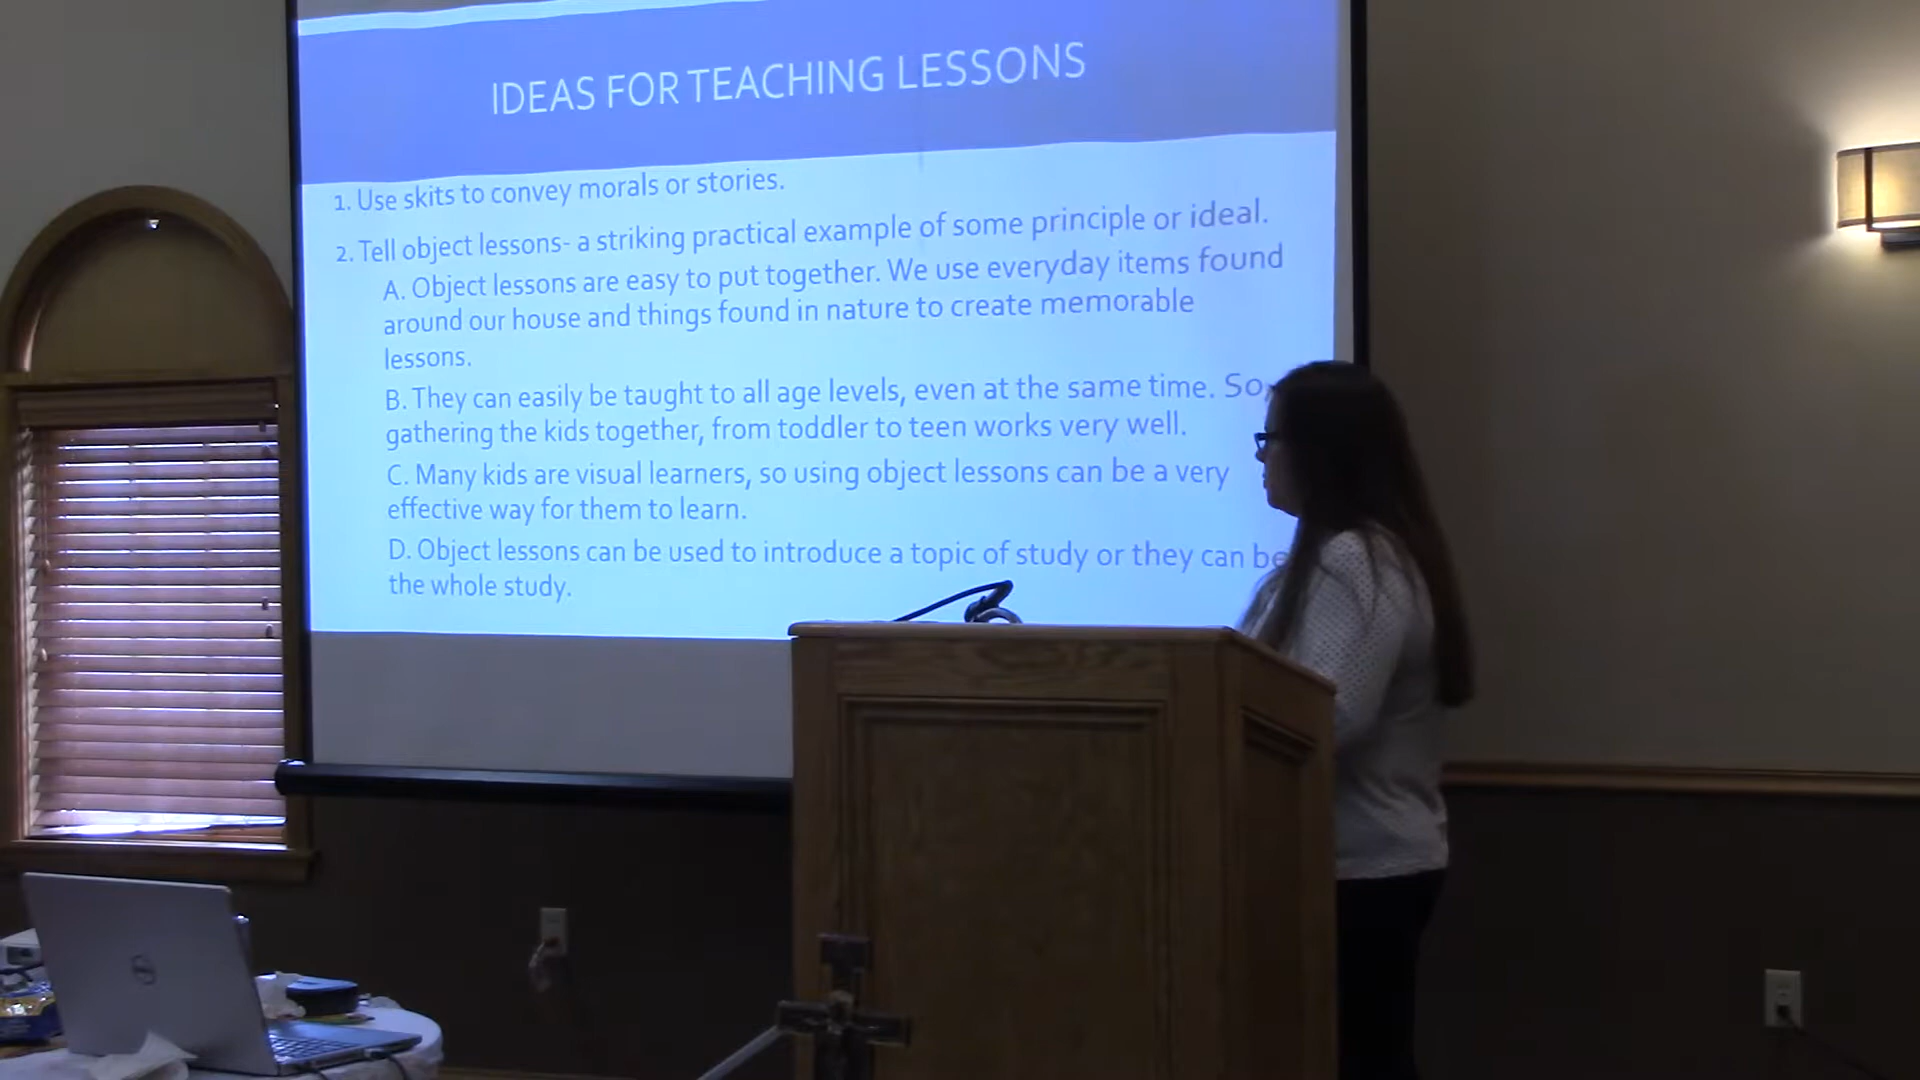 IDEAS FOR TEACHING LESSONS
1. Use skits to convey morals or stories.
2. Tell object lessons- a striking practical example of some principle or ideal.
A. Object lessons are easy to put together. We use everyday items found
around our house and things found in nature to create memorable
lessons.
B. They can easily be taught to all age levels, even at the same time. So,
gathering the kids together, from toddler to teen works very well.
C. Many kids are visual learners, so using object lessons can be a very
effective way for them to learn.
D. Object lessons can be used to introduce a topic of study or they can be
the whole study.